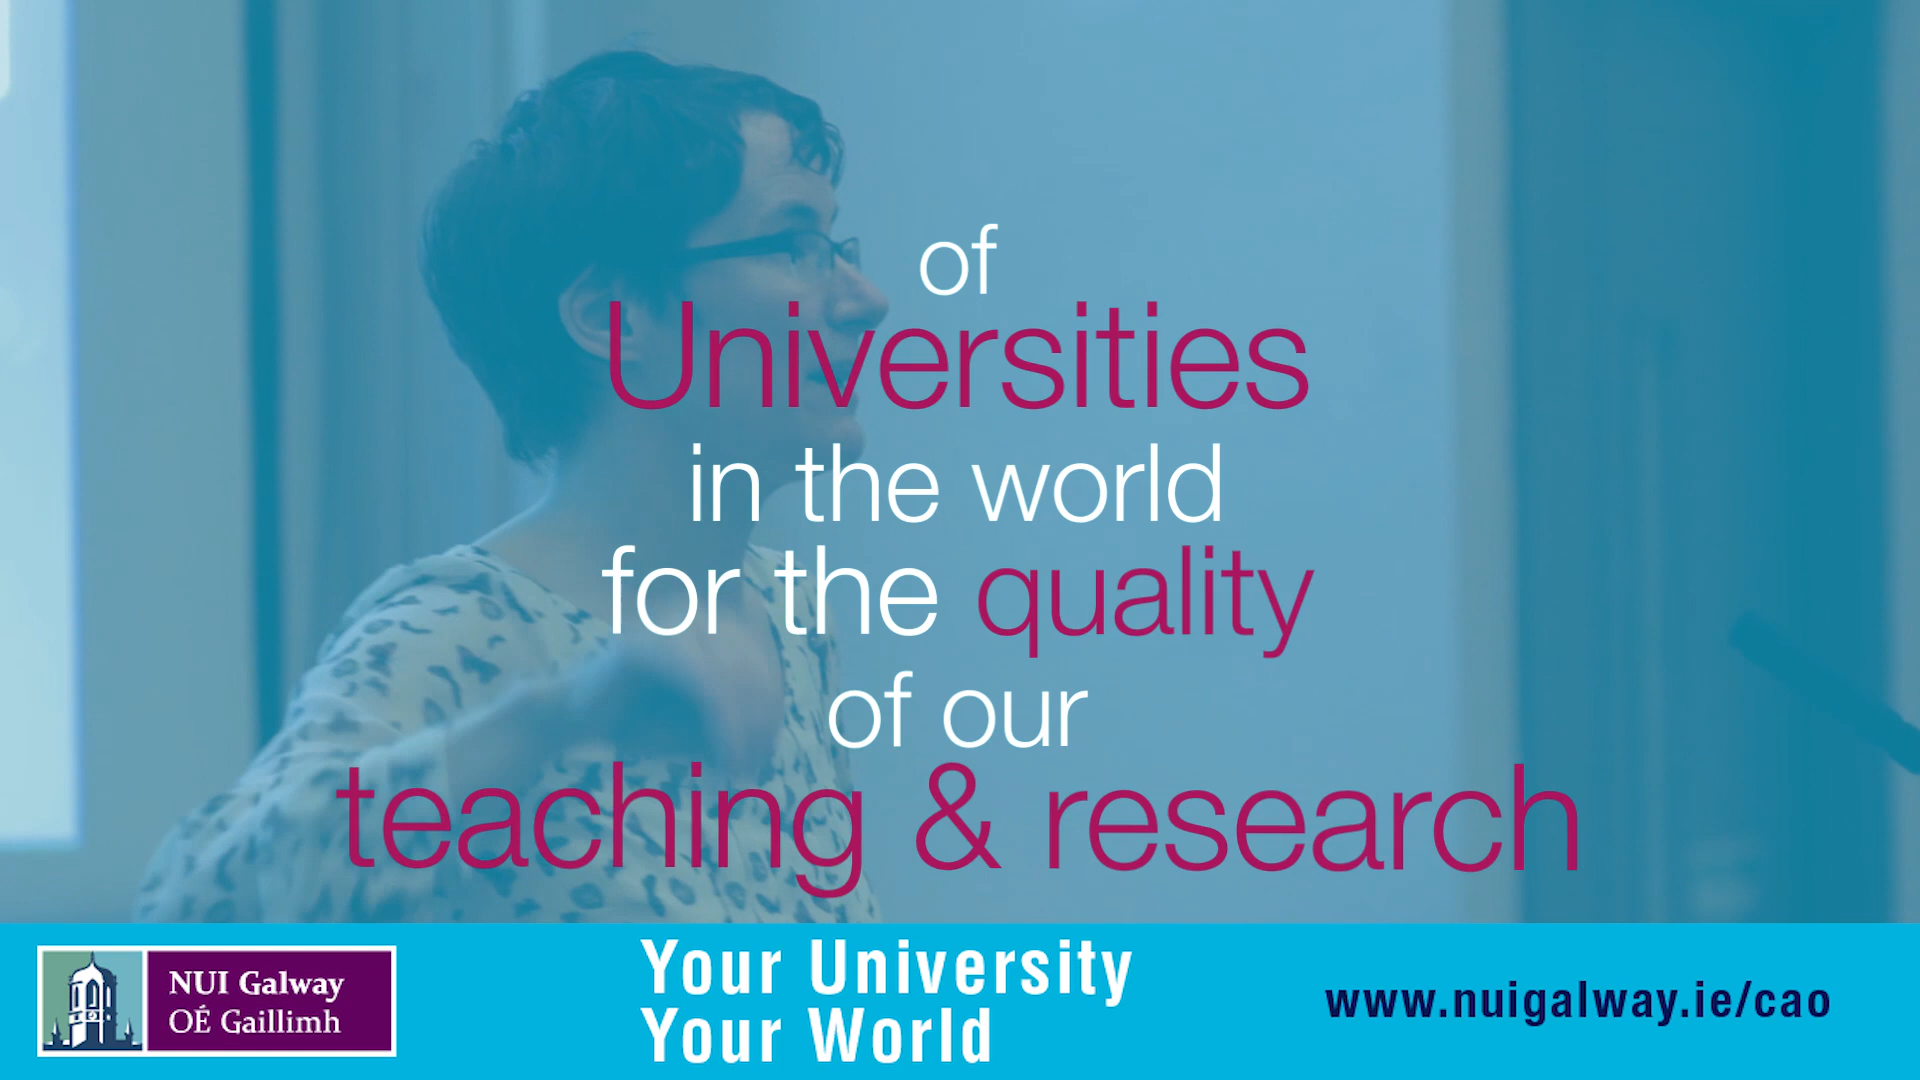 of
Universities
in the world
for the quality
of our
teaching & research
NUI Galway
OÉ Gaillimh
Your University
Your World
www.nuigalway.ie/cao